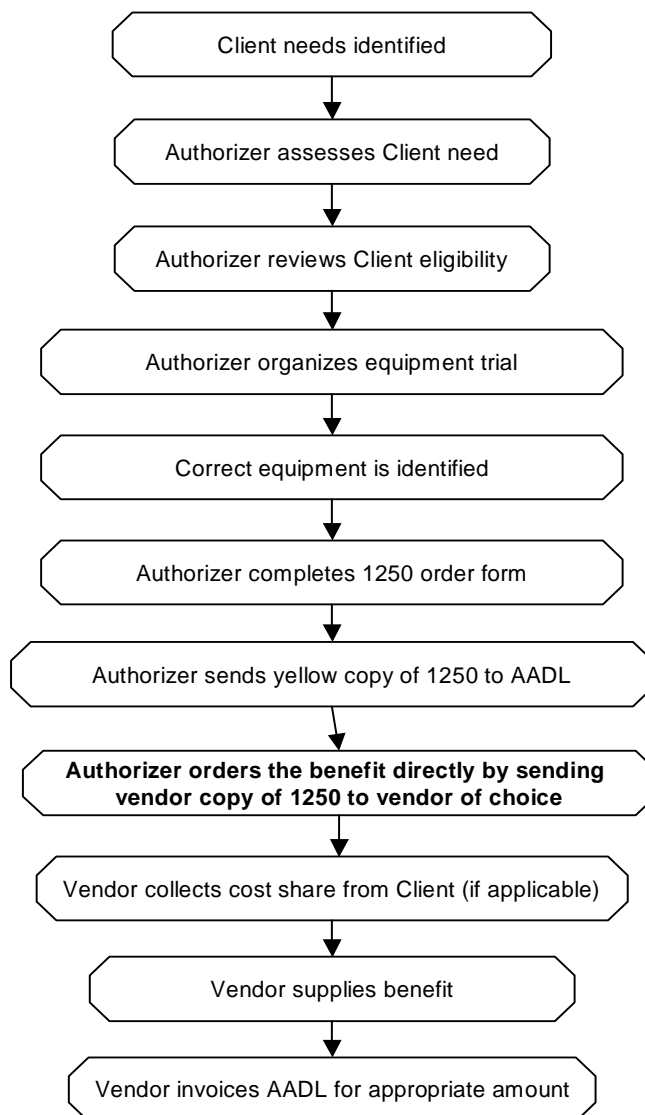 Client needs identified
Authorizer assesses Client need
Authorizer reviews Client eligibility
Authorizer organizes equipment trial
Correct equipment is identified
Authorizer completes 1250 order form
Authorizer sends yellow copy of 1250 to AADL
Authorizer orders the benefit directly by sending
vendor copy of 1250 to vendor of choice
Vendor collects cost share from Client (if applicable)
Vendor supplies benefit
Vendor invoices AADL for appropriate amount